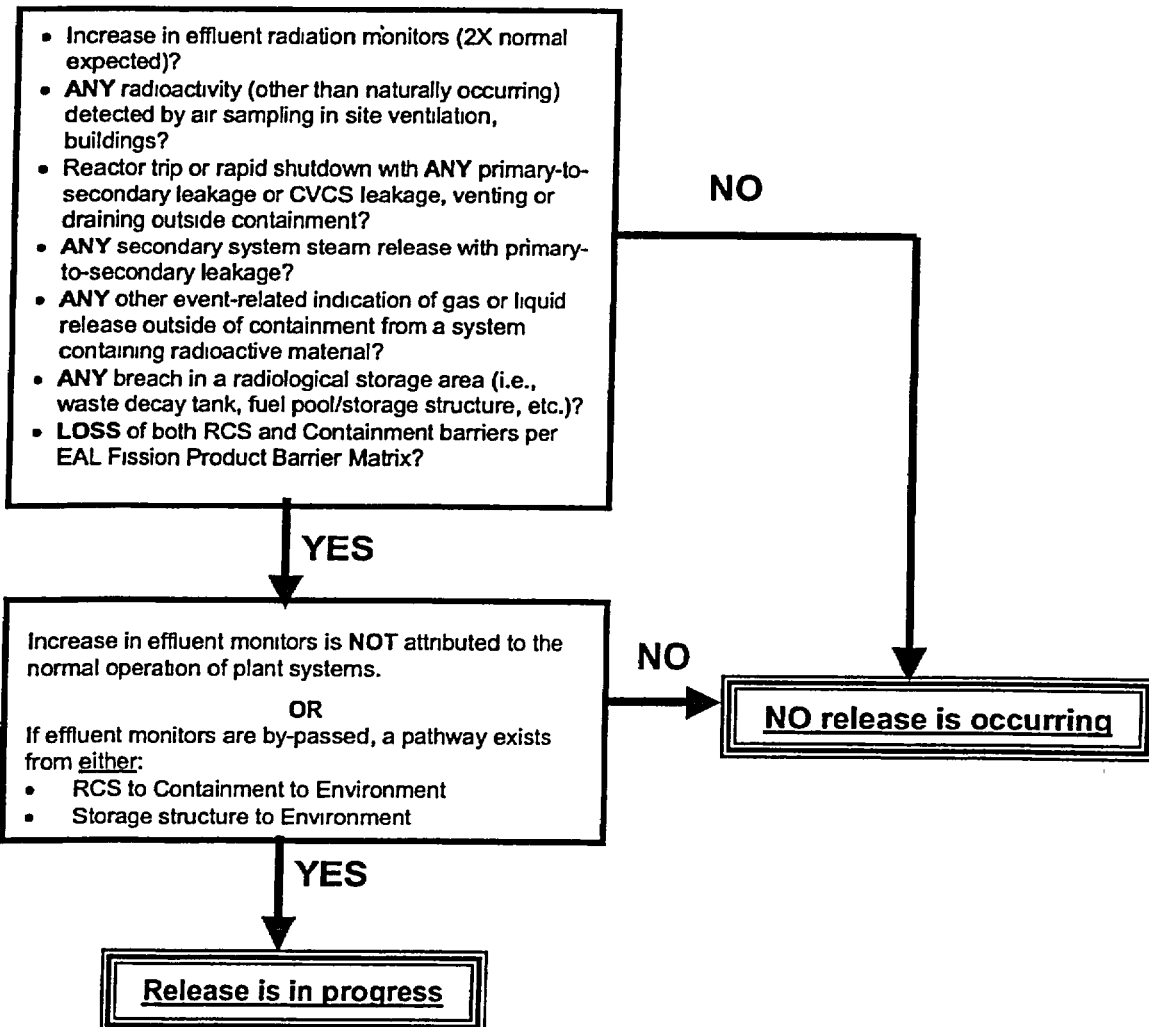 • Increase in effluent radiation monitors (2X normal
expected)?
• ANY radioactivity (other than naturally occurring)
detected by air sampling in site ventilation,
buildings?
• Reactor trip or rapid shutdown with ANY primary-to-
secondary leakage or CVCS leakage, venting or
draining outside containment?
• ANY secondary system steam release with primary-
to-secondary leakage?
• ANY other event-related indication of gas or liquid
release outside of containment from a system
containing radioactive material?
• ANY breach in a radiological storage area (i.e.,
waste decay tank, fuel pool/storage structure, etc.)?
• LOSS of both RCS and Containment barriers per
EAL Fission Product Barrier Matrix?
NO
YES
Increase in effluent monitors is NOT attributed to the
normal operation of plant systems.
OR
If effluent monitors are by-passed, a pathway exists
from either:
• RCS to Containment to Environment
• Storage structure to Environment
NO
NO release is occurring
YES
Release is in progress